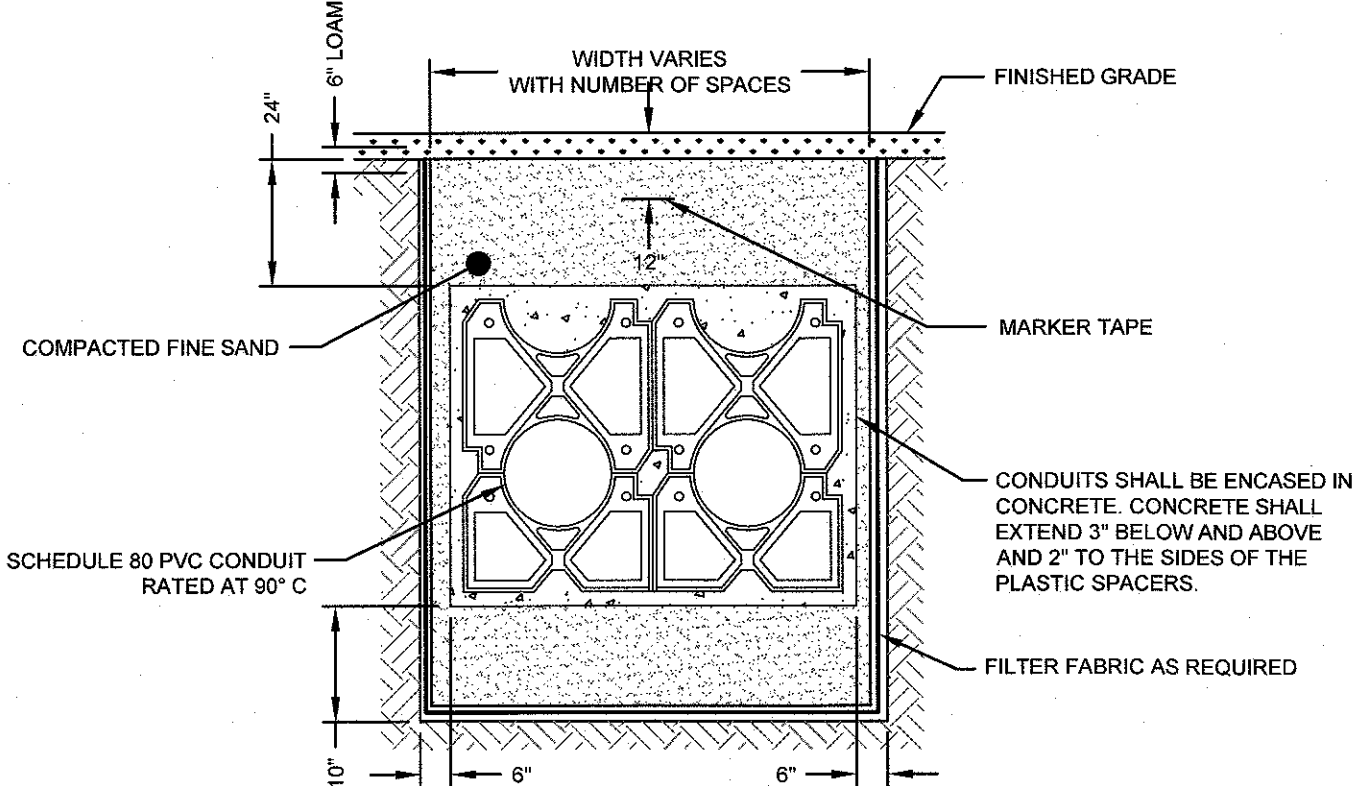 6" LOAM
24"
WIDTH VARIES
WITH NUMBER OF SPACES
FINISHED GRADE
12"
COMPACTED FINE SAND
MARKER TAPE
CONDUITS SHALL BE ENCASED IN
CONCRETE. CONCRETE SHALL
EXTEND 3" BELOW AND ABOVE
AND 2" TO THE SIDES OF THE
PLASTIC SPACERS.
SCHEDULE 80 PVC CONDUIT
RATED AT 90° C
FILTER FABRIC AS REQUIRED
10"
6"
6"